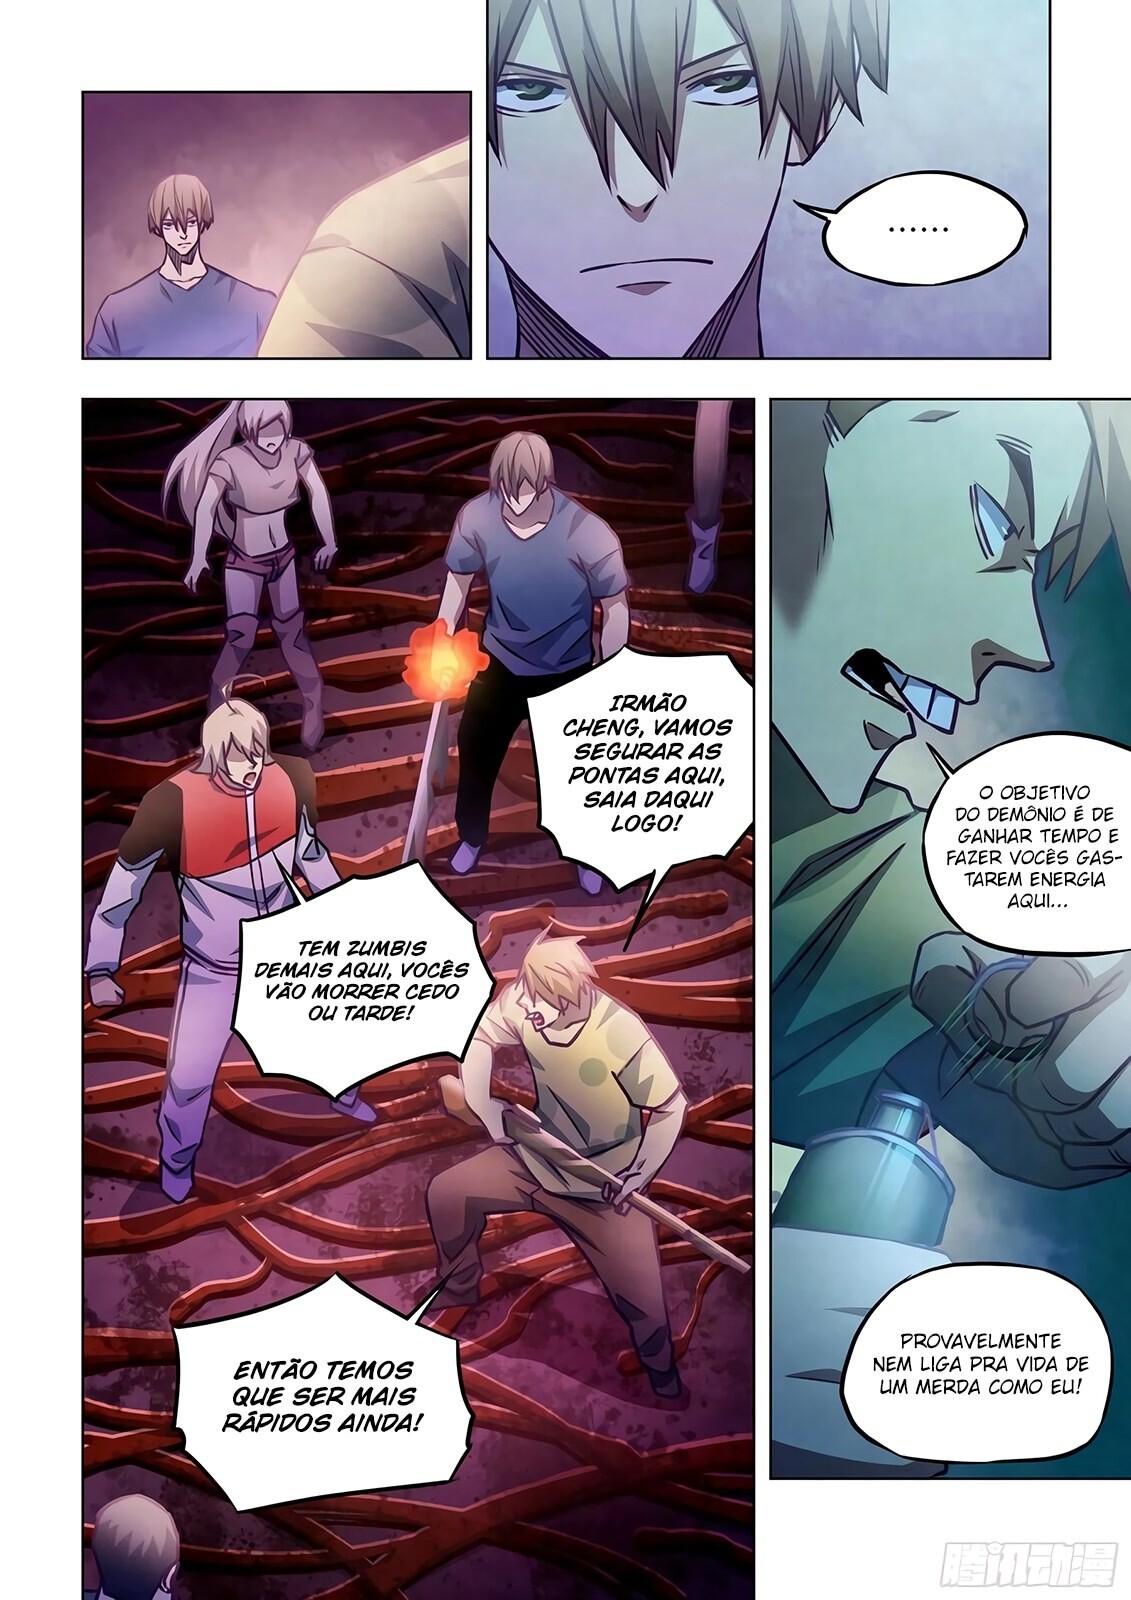 ......
IRMÃO
CHENG, VAMOS
SEGURAR AS
PONTAS AQUI,
SAIA DAQUI
LOGO!
TEM ZUMBIS
DEMAIS AQUI, VOCÊS
VÃO MORRER CEDO
OU TARDE!
ENTÃO TEMOS
QUE SER MAIS
RÁPIDOS AINDA!
O OBJETIVO
DO DEMÔNIO É DE
GANHAR TEMPO E
FAZER VOCÊS GAS-
TAREM ENERGIA
AQUI...
PROVAVELMENTE
NEM LIGA PRA VIDA DE
UM MERDA COMO EU!
腾讯动漫